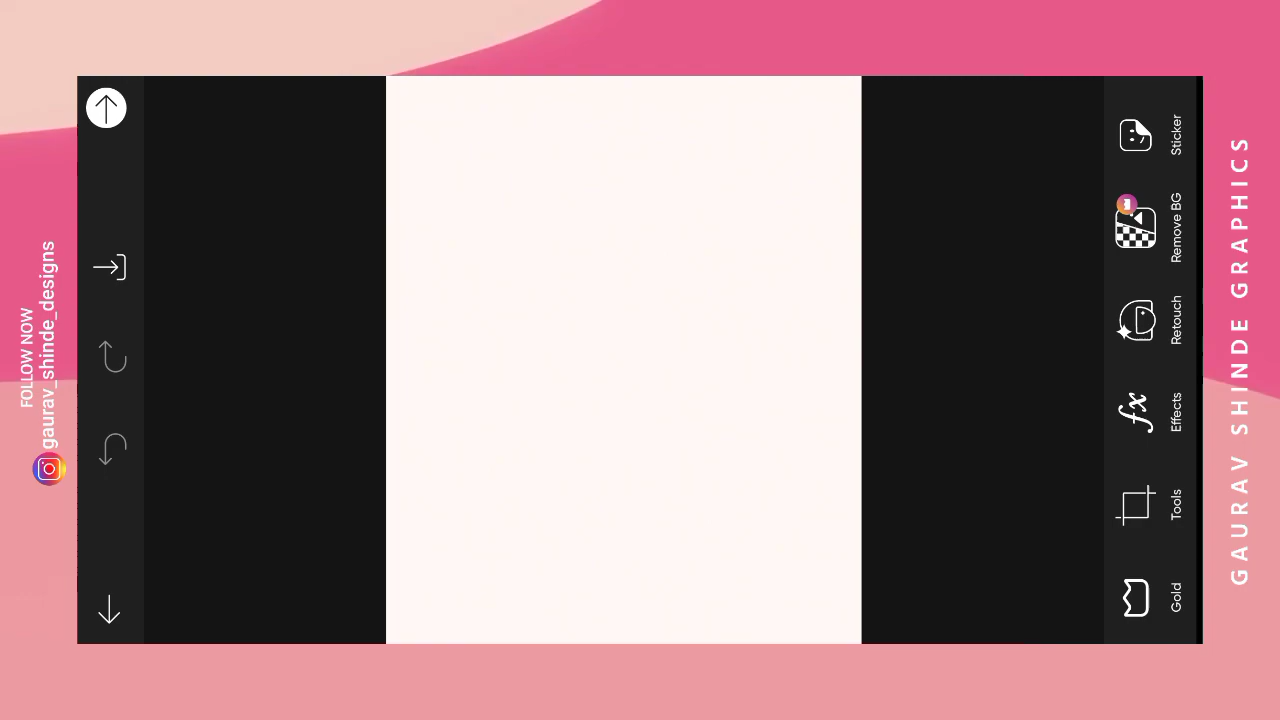 FOLLOW NOW
gaurav_shinde_designs
Gold
Tools
Effects
Retouch
Remove BG
Sticker
GAURAV SHINDE GRAPHICS